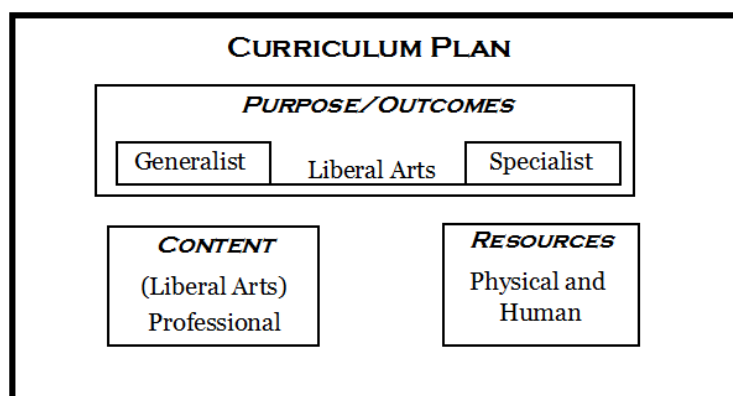 CURRICULUM PLAN
PURPOSE/OUTCOMES
Generalist Liberal Arts Specialist
CONTENT
(Liberal Arts)
Professional
RESOURCES
Physical and
Human